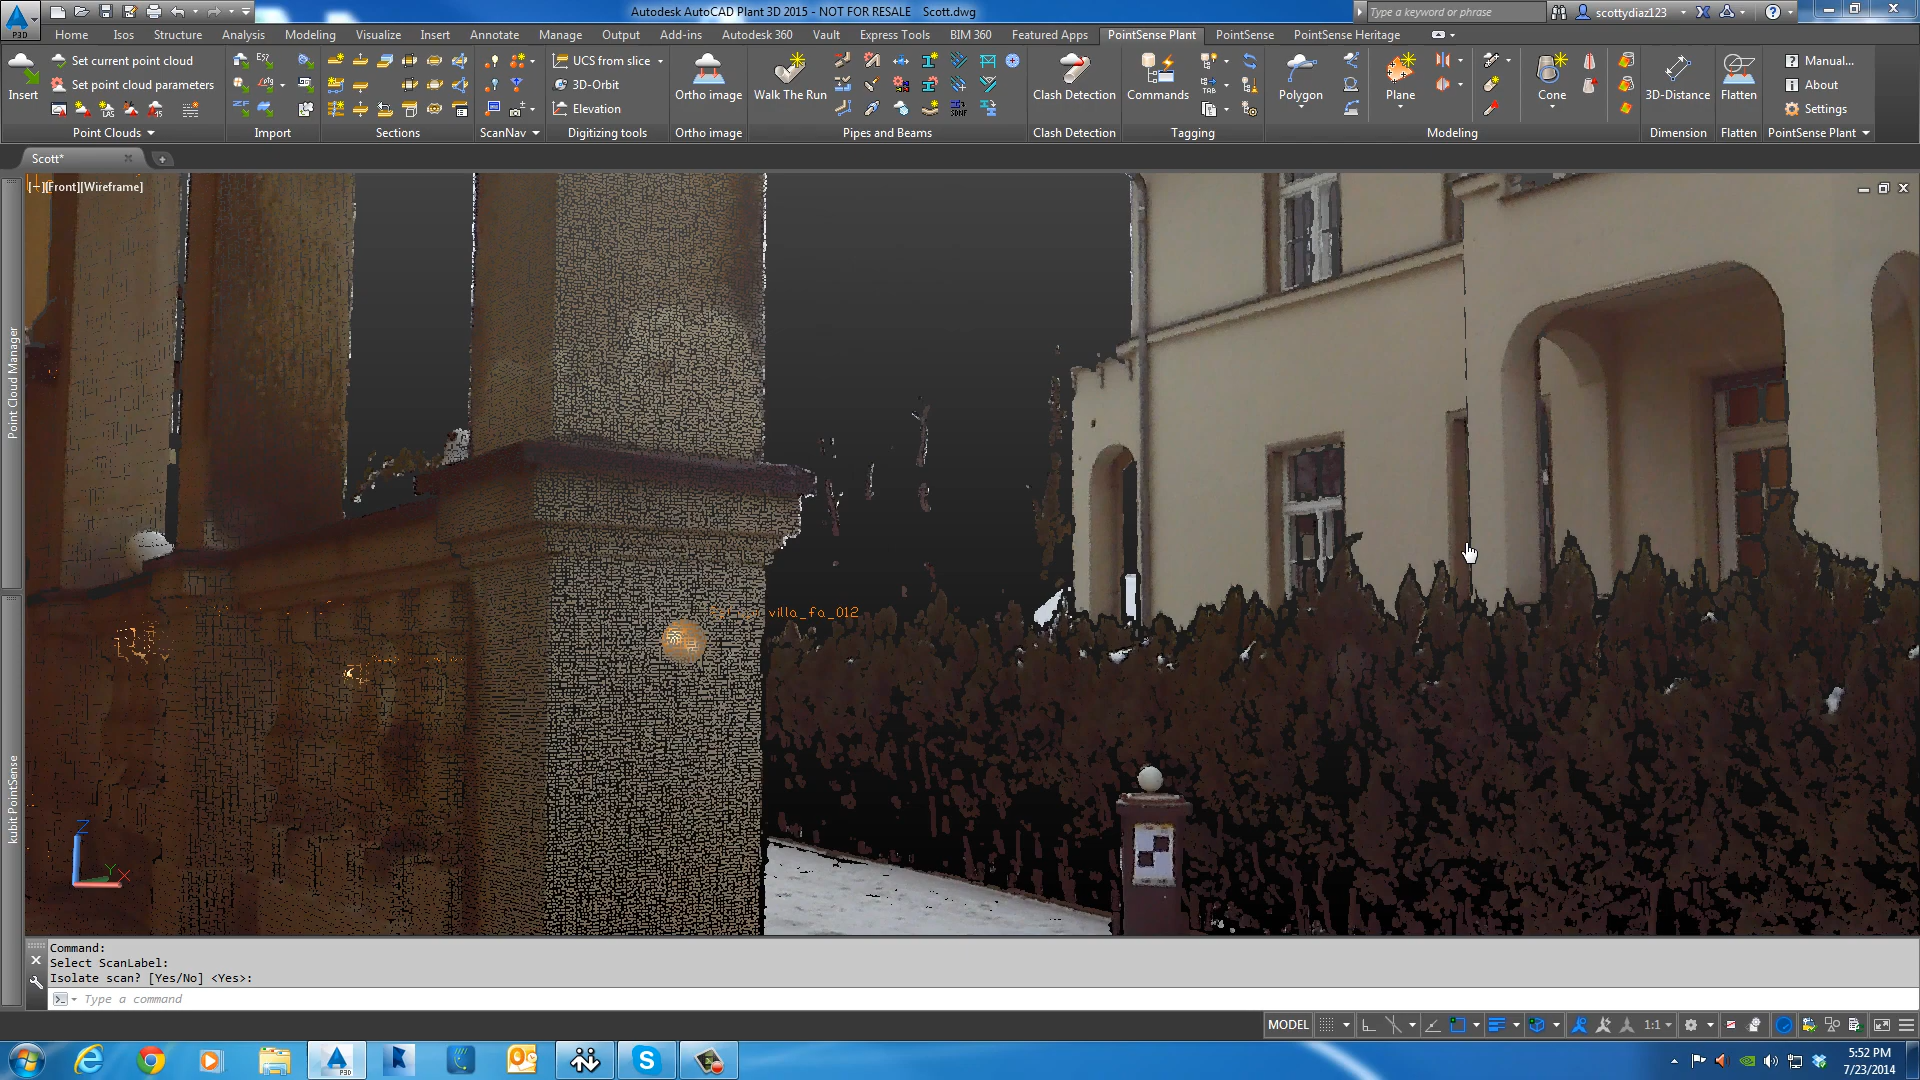 Autodesk AutoCAD Plant 3D 2015 - NOT FOR RESALE Scott.dwg
Type a keyword or phrase
scottydiaz123
P3D
Home Isos Structure Analysis Modeling Visualize Insert Annotate Manage Output Add-ins Autodesk 360 Vault Express Tools BIM 360 Featured Apps PointSense Plant PointSense PointSense Heritage
Insert
Set current point cloud
Set point cloud parameters
UCS from slice
3D-Orbit
Elevation
Ortho image
Walk The Run
Clash Detection
Commands
Polygon
Plane
Cone
3D-Distance
Flatten
Manual...
About
Settings
Point Clouds Import Sections ScanNav Digitizing tools Ortho image Pipes and Beams Clash Detection Tagging Modeling Dimension Flatten PointSense Plant
Scott*
[-][Front][Wireframe]
Point Cloud Manager
kubit PointSense
villa_fa_012
Z
Y
X
Command:
Select ScanLabel:
Isolate scan? [Yes/No] <Yes>:
Type a command
MODEL
1:1
P3D
5:52 PM
7/23/2014